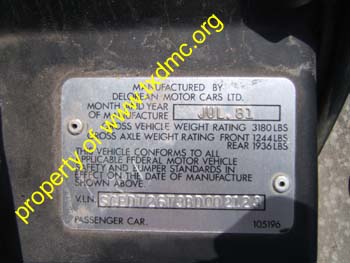 MANUFACTURED BY
DELOREAN MOTOR CARS LTD.
MONTH AND YEAR
OF MANUFACTURE JUL. 81
GROSS VEHICLE WEIGHT RATING 3180 LBS
GROSS AXLE WEIGHT RATING FRONT 1244 LBS
REAR 1936 LBS
THIS VEHICLE CONFORMS TO ALL
APPLICABLE FEDERAL MOTOR VEHICLE
SAFETY AND BUMPER STANDARDS IN
EFFECT ON THE DATE OF MANUFACTURE
SHOWN ABOVE.
V.I.N.
PASSENGER CAR. 105196
property of www.txdmc.org